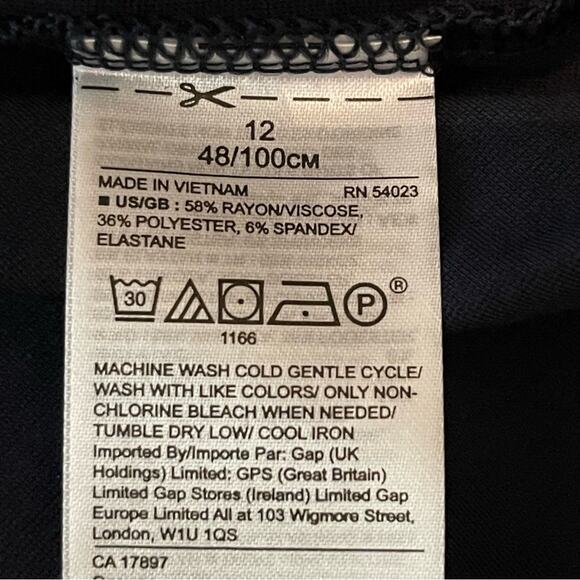 12
48/100CM
MADE IN VIETNAM RN 54023
■ US/GB : 58% RAYON/VISCOSE,
36% POLYESTER, 6% SPANDEX/
ELASTANE
30 P ®
1166
MACHINE WASH COLD GENTLE CYCLE/
WASH WITH LIKE COLORS/ ONLY NON-
CHLORINE BLEACH WHEN NEEDED/
TUMBLE DRY LOW/ COOL IRON
Imported By/Importe Par: Gap (UK
Holdings) Limited; GPS (Great Britain)
Limited Gap Stores (Ireland) Limited Gap
Europe Limited All at 103 Wigmore Street,
London, W1U 1QS
CA 17897